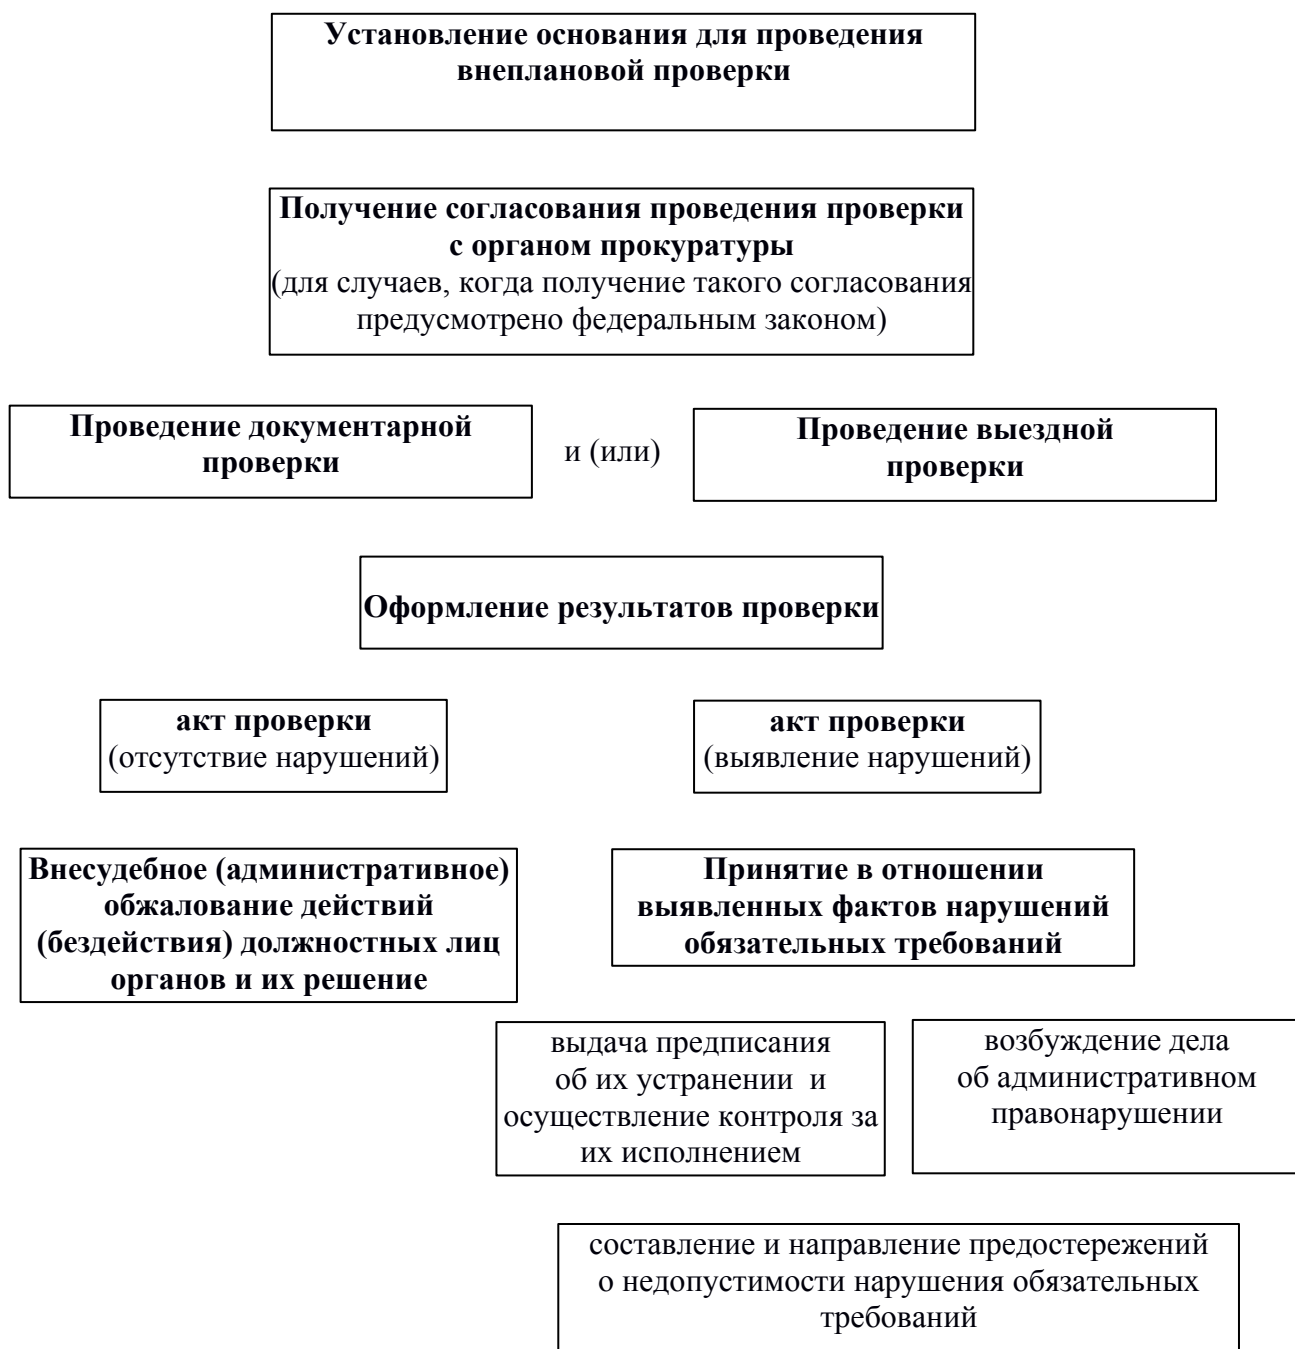 Установление основания для проведения
внеплановой проверки
Получение согласования проведения проверки
с органом прокуратуры
(для случаев, когда получение такого согласования
предусмотрено федеральным законом)
Проведение документарной
проверки
и (или)
Проведение выездной
проверки
Оформление результатов проверки
акт проверки
(отсутствие нарушений)
акт проверки
(выявление нарушений)
Внесудебное (административное)
обжалование действий
(бездействия) должностных лиц
органов и их решение
Принятие в отношении
выявленных фактов нарушений
обязательных требований
выдача предписания
об их устранении и
осуществление контроля за
их исполнением
возбуждение дела
об административном
правонарушении
составление и направление предостережений
о недопустимости нарушения обязательных
требований